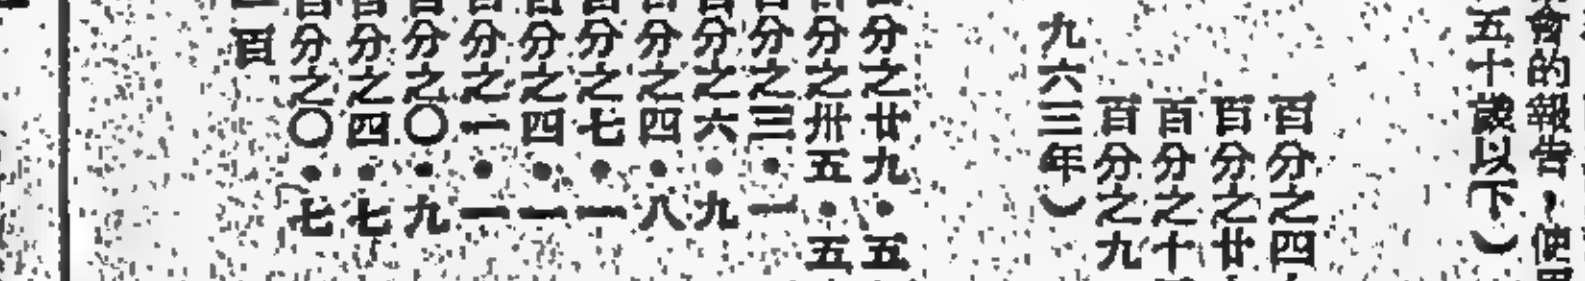 會的報告，使用
五十歲以下）
百分之四十
百分之廿
百分之十
百分之九
九六三年）
百分之廿九·五
百分之卅五·五
百分之三·一
百分之六·九
百分之四·八
百分之七·一
百分之四·一
百分之一·一
百分之〇·九
百分之四·七
百分之〇·七
一百